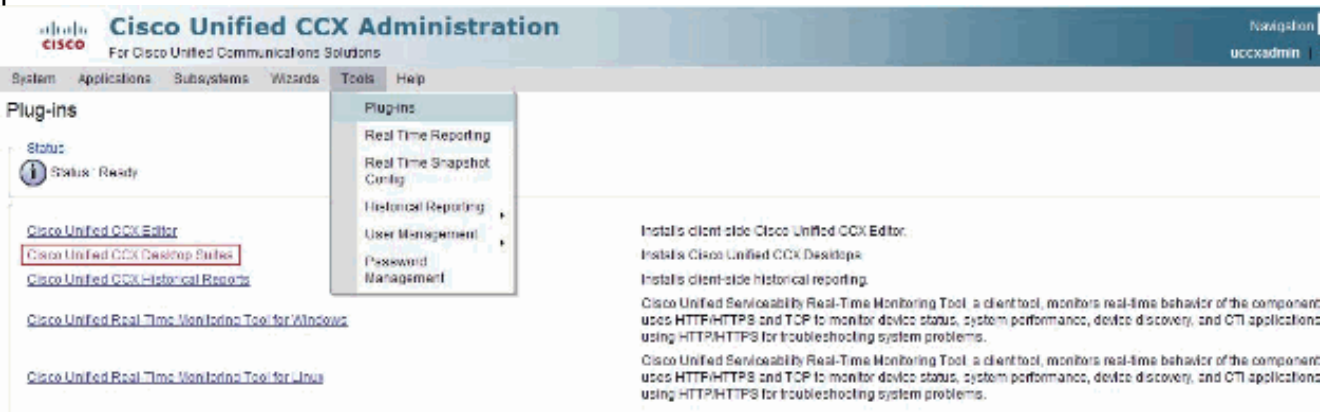 CISCO
Cisco Unified CCX Administration
For Cisco Unified Communications Solutions
Navigation
uccxadmin |
System Applications Subsystems Wizards Tools Help
Plug-ins
Status
Status : Ready
Plug-ins
Real Time Reporting
Real Time Snapshot
Config
Historical Reporting
User Management
Password
Management
Cisco Unified CCX Editor
Installs client-side Cisco Unified CCX Editor.
Cisco Unified CCX Desktop Suites
Installs Cisco Unified CCX Desktops
Cisco Unified CCX Historical Reports
Installs client-side historical reporting.
Cisco Unified Real Time Monitoring Tool for Windows
Cisco Unified Serviceability Real-Time Monitoring Tool, a client tool, monitors real-time behavior of the component
uses HTTP/HTTPS and TCP to monitor device status, system performance, device discovery, and CTI applications
using HTTP/HTTPS for troubleshooting system problems.
Cisco Unified Real Time Monitoring Tool for Linux
Cisco Unified Serviceability Real-Time Monitoring Tool, a client tool, monitors real-time behavior of the component
uses HTTP/HTTPS and TCP to monitor device status, system performance, device discovery, and CTI applications
using HTTP/HTTPS for troubleshooting system problems.